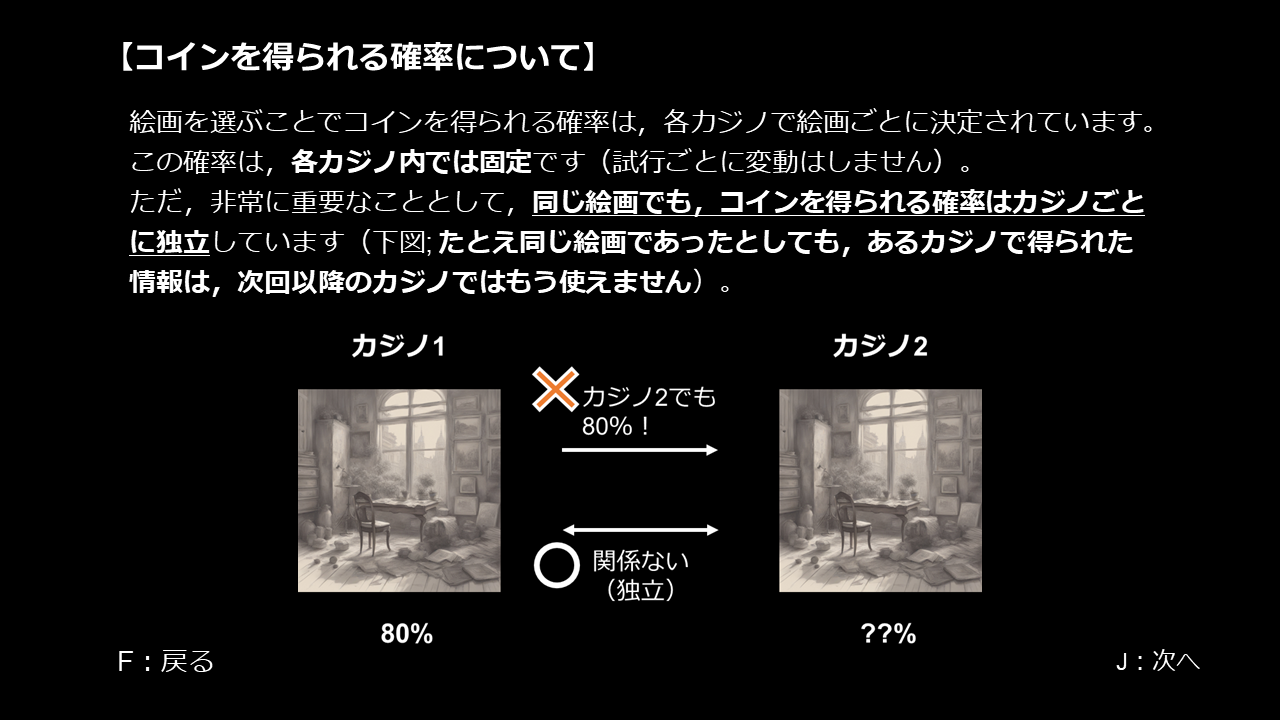 【コインを得られる確率について】
絵画を選ぶことでコインを得られる確率は，各カジノで絵画ごとに決定されています。
この確率は，各カジノ内では固定です（試行ごとに変動はしません）。
ただ，非常に重要なこととして，同じ絵画でも，コインを得られる確率はカジノごと
に独立しています（下図; たとえ同じ絵画であったとしても，あるカジノで得られた
情報は，次回以降のカジノではもう使えません）。
カジノ1
カジノ2
カジノ2でも
80%！
関係ない
（独立）
80%
??%
F：戻る
J：次へ